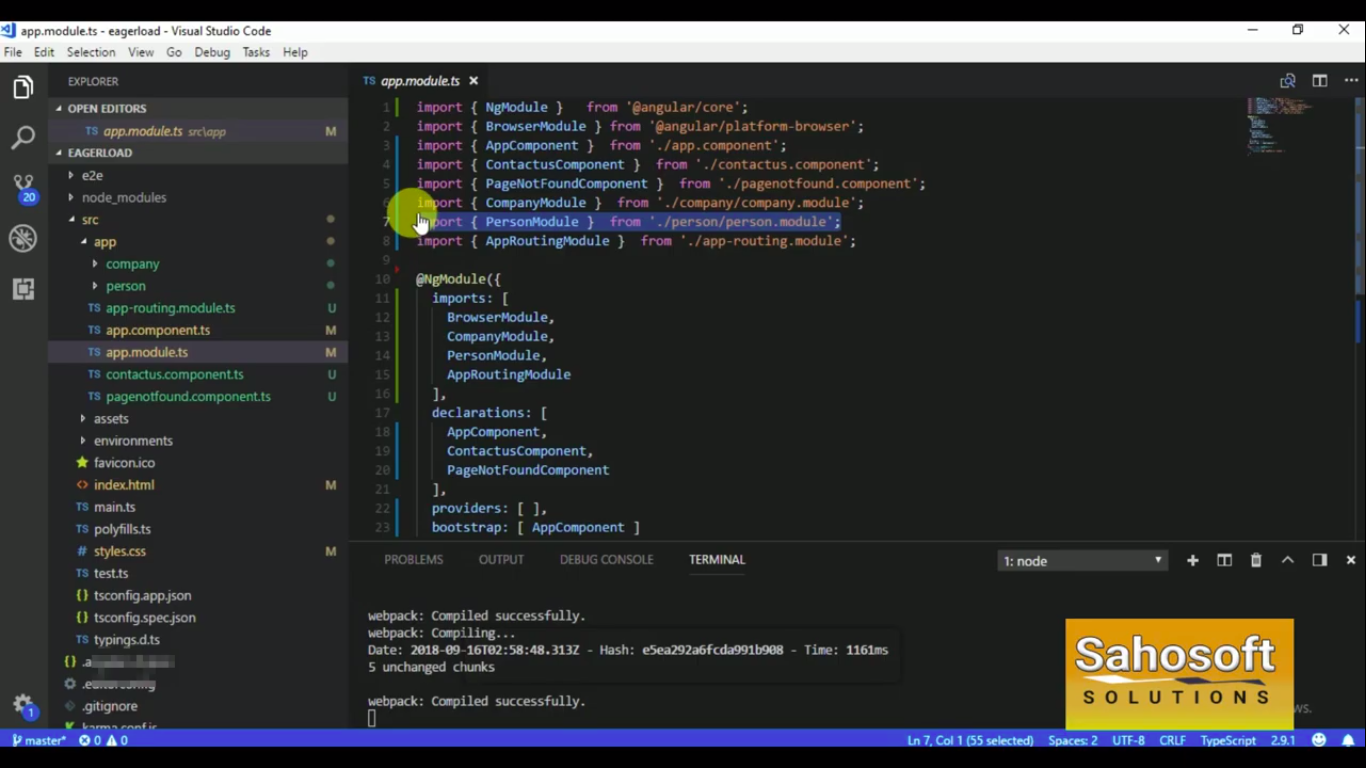 app.module.ts - eagerload - Visual Studio Code
File Edit Selection View Go Debug Tasks Help
EXPLORER
OPEN EDITORS
TS app.module.ts src\app M
EAGERLOAD
e2e
node_modules
src
app
company
person
TS app-routing.module.ts U
TS app.component.ts M
TS app.module.ts M
TS contactus.component.ts U
TS pagenotfound.component.ts U
assets
environments
favicon.ico
<> index.html M
TS main.ts
TS polyfills.ts
# styles.css M
TS test.ts
{} tsconfig.app.json
{} tsconfig.spec.json
TS typings.d.ts
{}
.editorconfig
.gitignore
karma.conf.js
20
1
TS app.module.ts
1 import { NgModule } from '@angular/core';
2 import { BrowserModule } from '@angular/platform-browser';
3 import { AppComponent } from './app.component';
4 import { ContactusComponent } from './contactus.component';
5 import { PageNotFoundComponent } from './pagenotfound.component';
6 import { CompanyModule } from './company/company.module';
7 import { PersonModule } from './person/person.module';
8 import { AppRoutingModule } from './app-routing.module';
9
10 @NgModule({
11 imports: [
12 BrowserModule,
13 CompanyModule,
14 PersonModule,
15 AppRoutingModule
16 ],
17 declarations: [
18 AppComponent,
19 ContactusComponent,
20 PageNotFoundComponent
21 ],
22 providers: [ ],
23 bootstrap: [ AppComponent ]
PROBLEMS OUTPUT DEBUG CONSOLE TERMINAL
1: node
webpack: Compiled successfully.
webpack: Compiling...
Date: 2018-09-16T02:58:48.313Z - Hash: e5ea292a6fcda991b908 - Time: 1161ms
5 unchanged chunks
webpack: Compiled successfully.
Sahosoft
SOLUTIONS
ws.
master* 0 0
Ln 7, Col 1 (55 selected) Spaces: 2 UTF-8 CRLF TypeScript 2.9.1